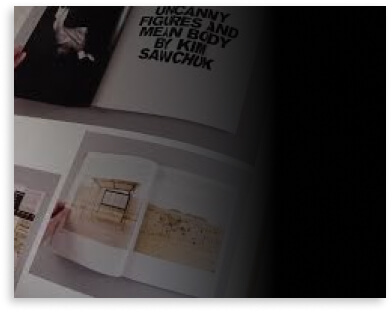 UNCANNY
FIGURES AND
MEAN BODY
BY KIM
SAWCHUK